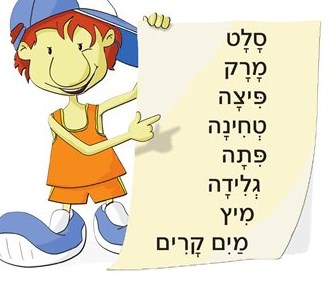 סָלָט
מָרָק
פִּיצָה
טְחִינָה
פִּתָה
גְלִידָה
מִיץ
מַיִם קָרִים